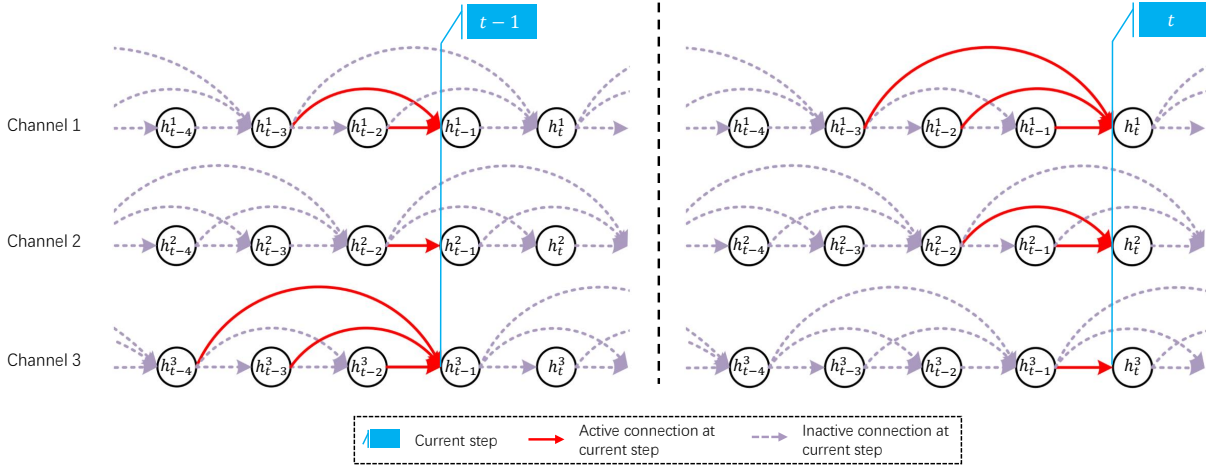 t − 1
t
Channel 1
h¹ₜ₋₄ h¹ₜ₋₃ h¹ₜ₋₂ h¹ₜ₋₁ h¹ₜ h¹ₜ₋₄ h¹ₜ₋₃ h¹ₜ₋₂ h¹ₜ₋₁ h¹ₜ
Channel 2
h²ₜ₋₄ h²ₜ₋₃ h²ₜ₋₂ h²ₜ₋₁ h²ₜ h²ₜ₋₄ h²ₜ₋₃ h²ₜ₋₂ h²ₜ₋₁ h²ₜ
Channel 3
h³ₜ₋₄ h³ₜ₋₃ h³ₜ₋₂ h³ₜ₋₁ h³ₜ h³ₜ₋₄ h³ₜ₋₃ h³ₜ₋₂ h³ₜ₋₁ h³ₜ
Current step
Active connection at
current step
Inactive connection at
current step